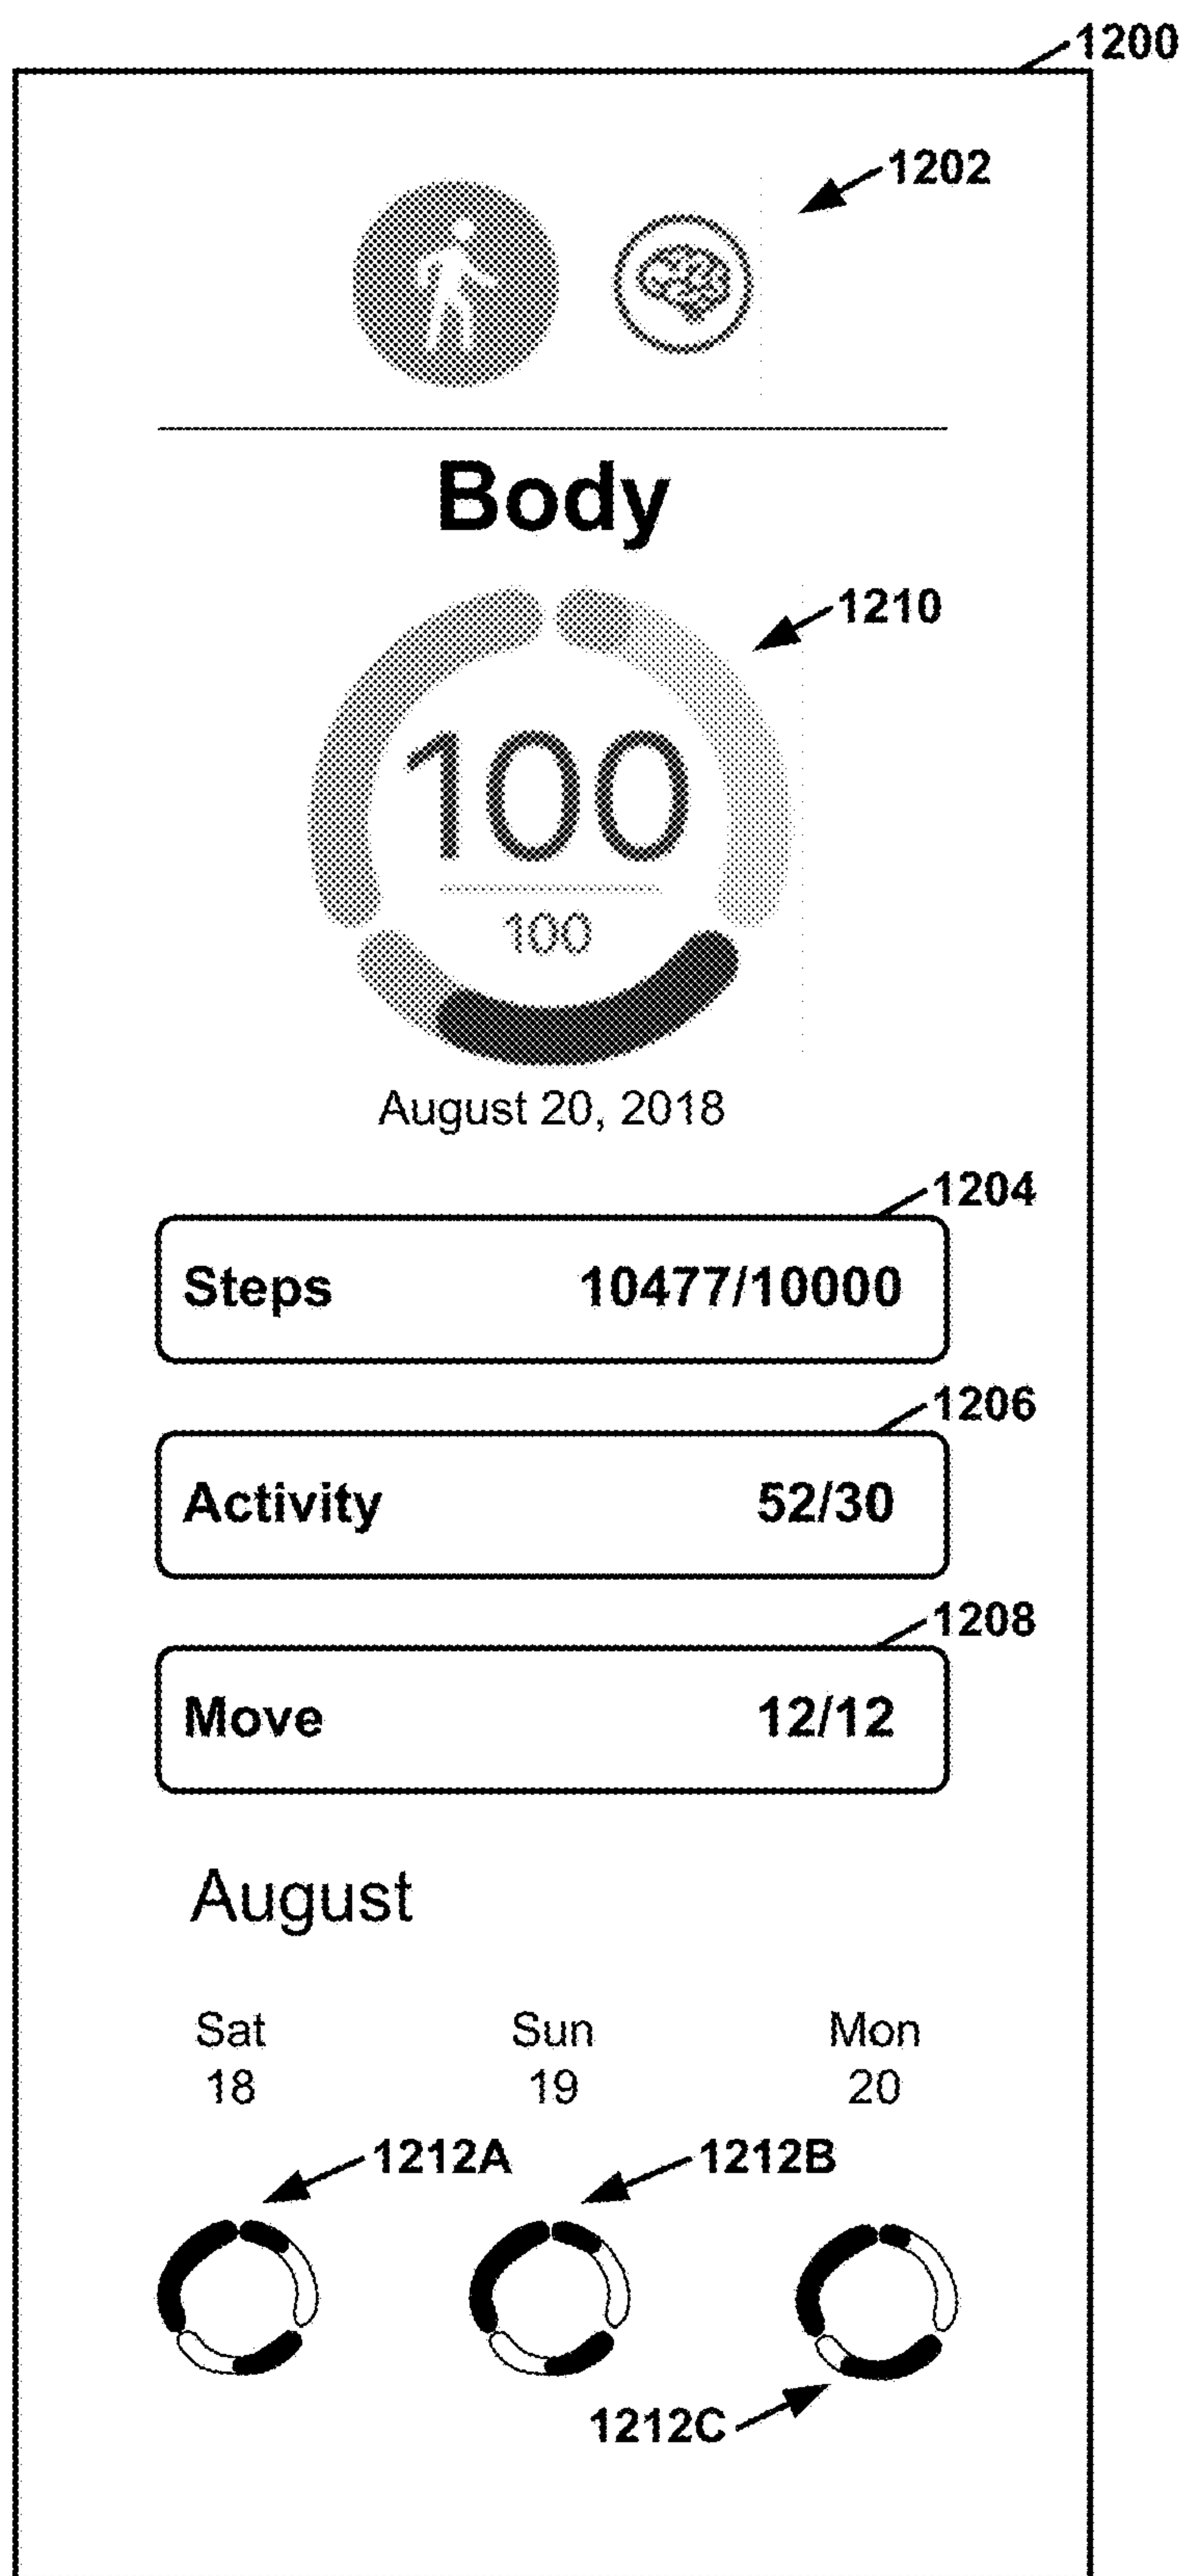 1200
1202
Body
1210
100
100
August 20, 2018
1204
Steps 10477/10000
1206
Activity 52/30
1208
Move 12/12
August
Sat Sun Mon
18 19 20
1212A 1212B
1212C